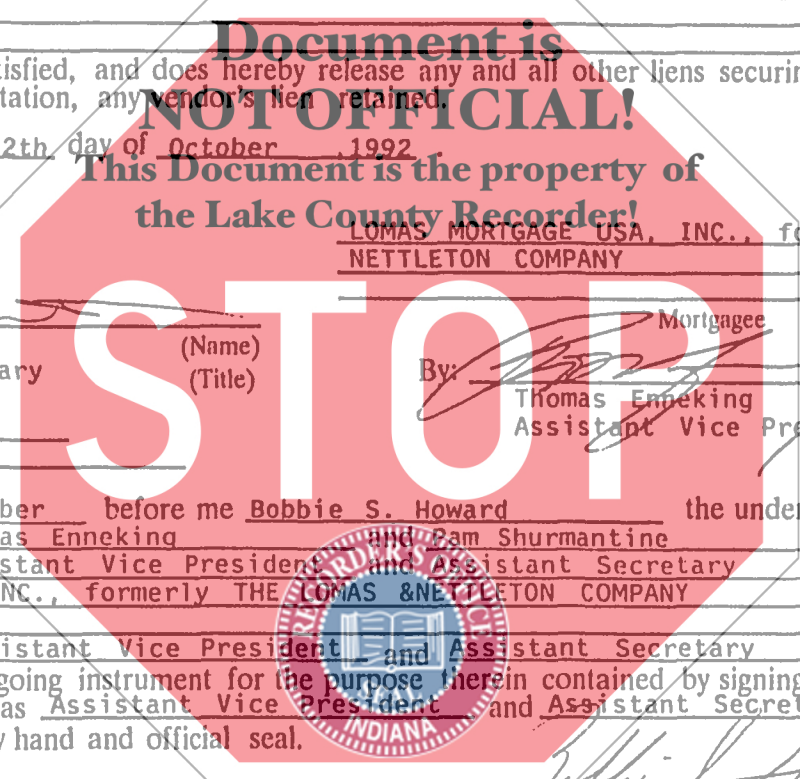 Document is
isfied, and does hereby release any and all other liens securin
tation, any vendor's lien retained.
NOT OFFICIAL!
2th day of October ,1992 .
This Document is the property of
the Lake County Recorder!
LOMAS MORTGAGE USA, INC., fo
NETTLETON COMPANY
STOP
Mortgagee
(Name)
ary (Title) By:
Thomas Enneking
Assistant Vice Pre
ber before me Bobbie S. Howard the under
as Enneking and Pam Shurmantine
stant Vice President and Assistant Secretary
NC., formerly THE LOMAS &NETTLETON COMPANY
istant Vice President and Assistant Secretary
going instrument for the purpose therein contained by signing
as Assistant Vice President and Assistant Secret
y hand and official seal.
RECORDER'S OFFICE
SEAL
INDIANA